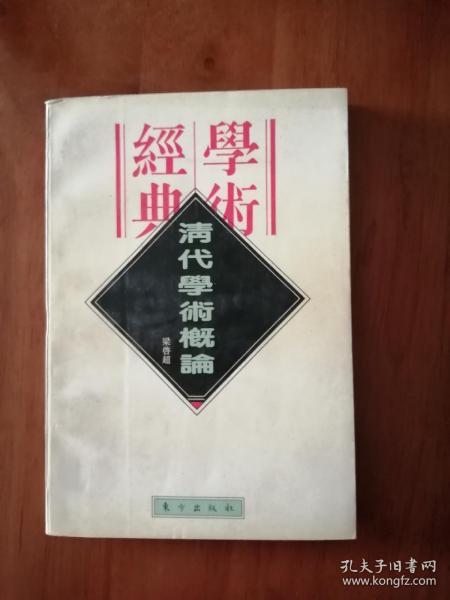 學術
經典
清代學術概論
梁啓超
東方出版社
孔夫子旧书网
www.kongfz.com